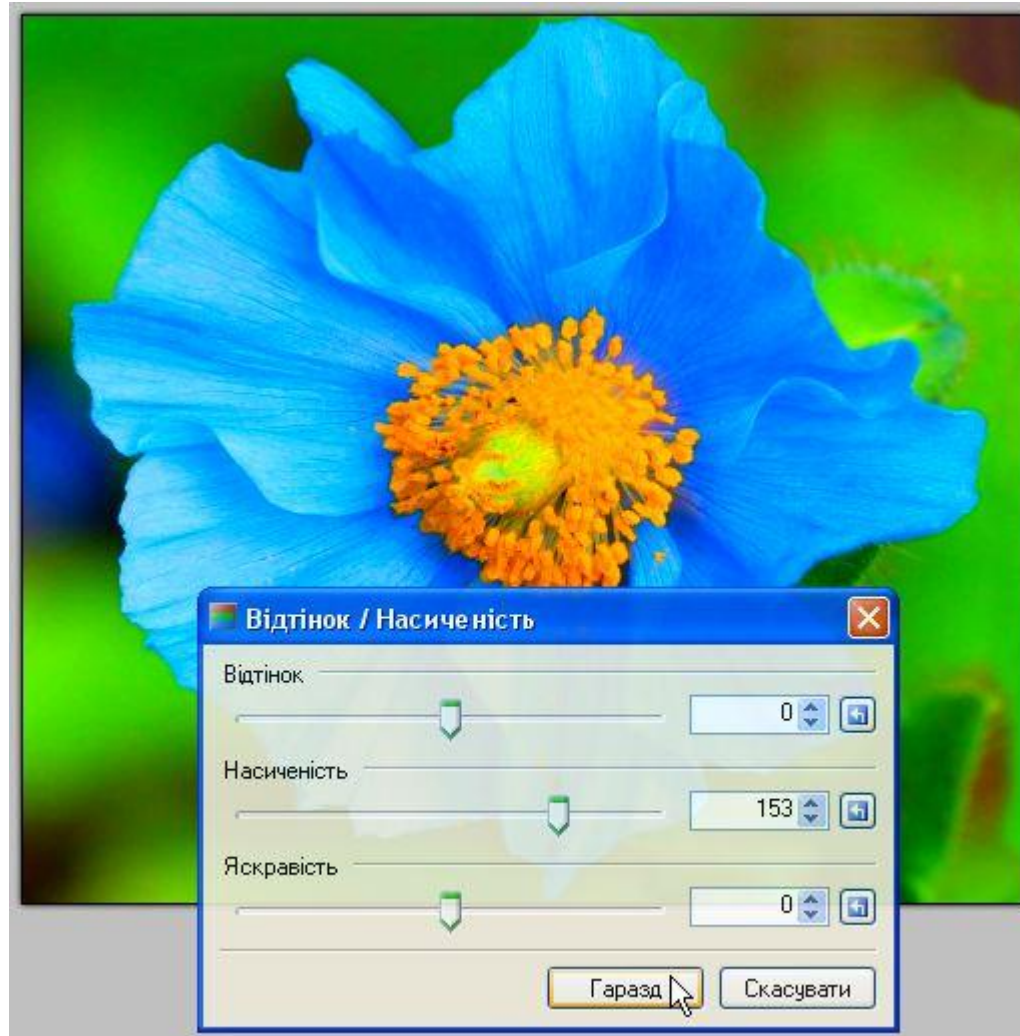 Відтінок / Насиченість
Відтінок
0
Насиченість
153
Яскравість
0
Гаразд Скасувати